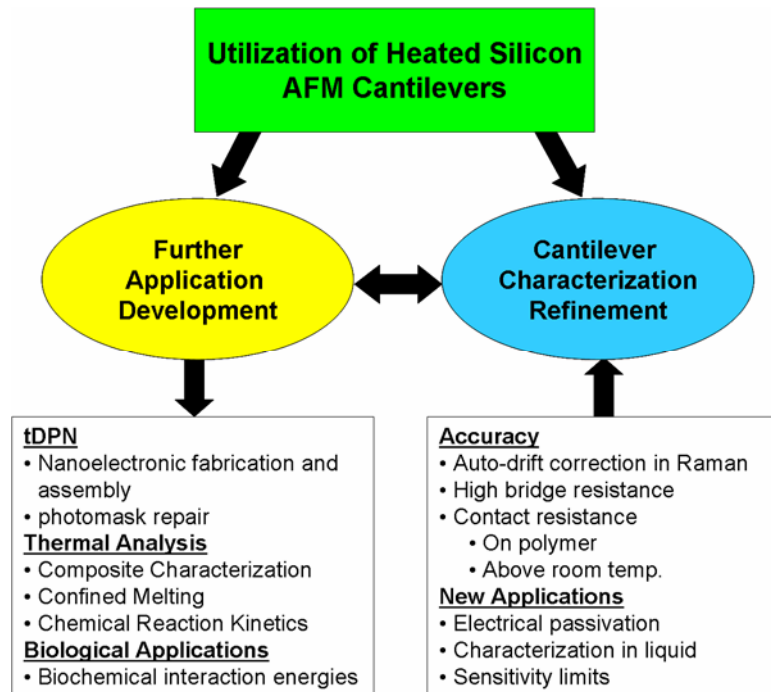 Utilization of Heated Silicon
AFM Cantilevers
Further
Application
Development
Cantilever
Characterization
Refinement
tDPN
• Nanoelectronic fabrication and
assembly
• photomask repair
Thermal Analysis
• Composite Characterization
• Confined Melting
• Chemical Reaction Kinetics
Biological Applications
• Biochemical interaction energies
Accuracy
• Auto-drift correction in Raman
• High bridge resistance
• Contact resistance
• On polymer
• Above room temp.
New Applications
• Electrical passivation
• Characterization in liquid
• Sensitivity limits